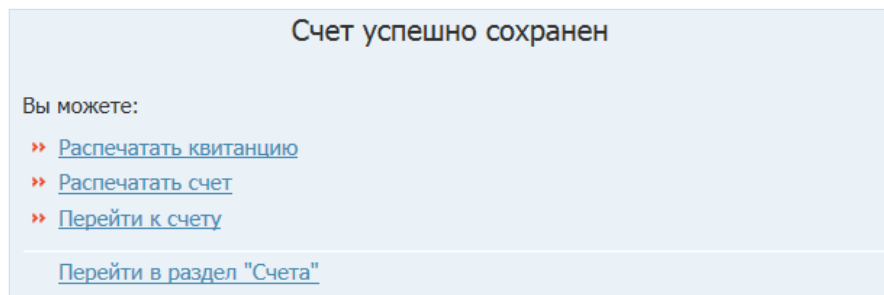 Счет успешно сохранен
Вы можете:
Распечатать квитанцию
Распечатать счет
Перейти к счету
Перейти в раздел "Счета"